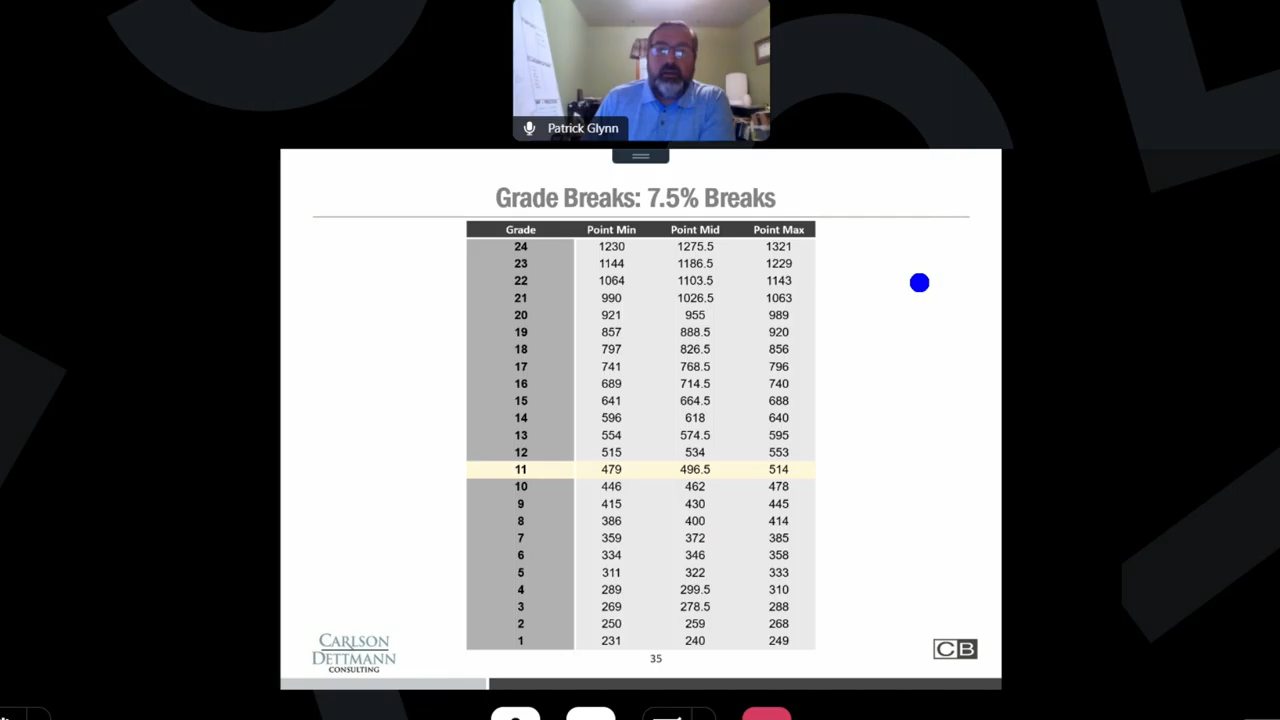 Patrick Glynn
Grade Breaks: 7.5% Breaks
Grade Point Min Point Mid Point Max
24 1230 1275.5 1321
23 1144 1186.5 1229
22 1064 1103.5 1143
21 990 1026.5 1063
20 921 955 989
19 857 888.5 920
18 797 826.5 856
17 741 768.5 796
16 689 714.5 740
15 641 664.5 688
14 596 618 640
13 554 574.5 595
12 515 534 553
11 479 496.5 514
10 446 462 478
9 415 430 445
8 386 400 414
7 359 372 385
6 334 346 358
5 311 322 333
4 289 299.5 310
3 269 278.5 288
2 250 259 268
1 231 240 249
CARLSON
DETTMANN
CONSULTING
35
CB